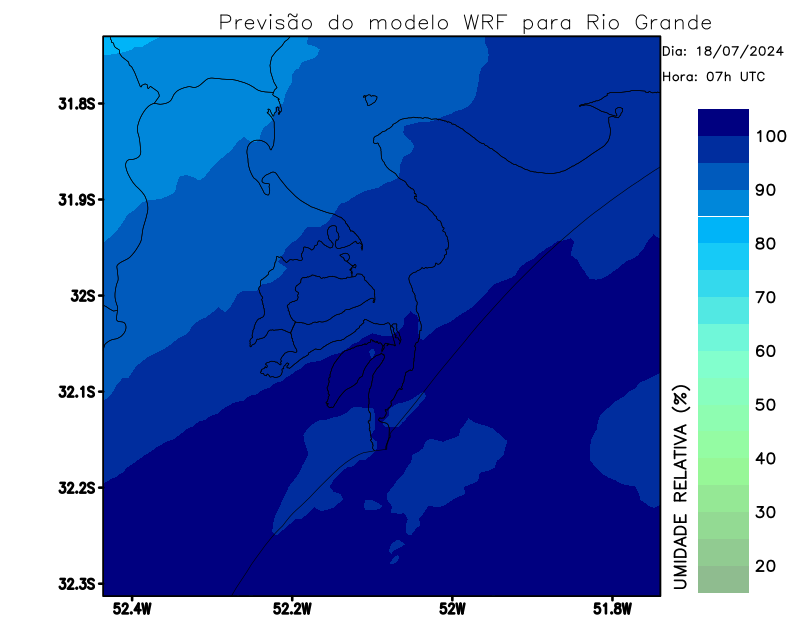 Previsão do modelo WRF para Rio Grande
Dia: 18/07/2024
Hora: 07h UTC
31.8S
31.9S
32S
32.1S
32.2S
32.3S
52.4W
52.2W
52W
51.8W
UMIDADE RELATIVA (%)
100
90
80
70
60
50
40
30
20